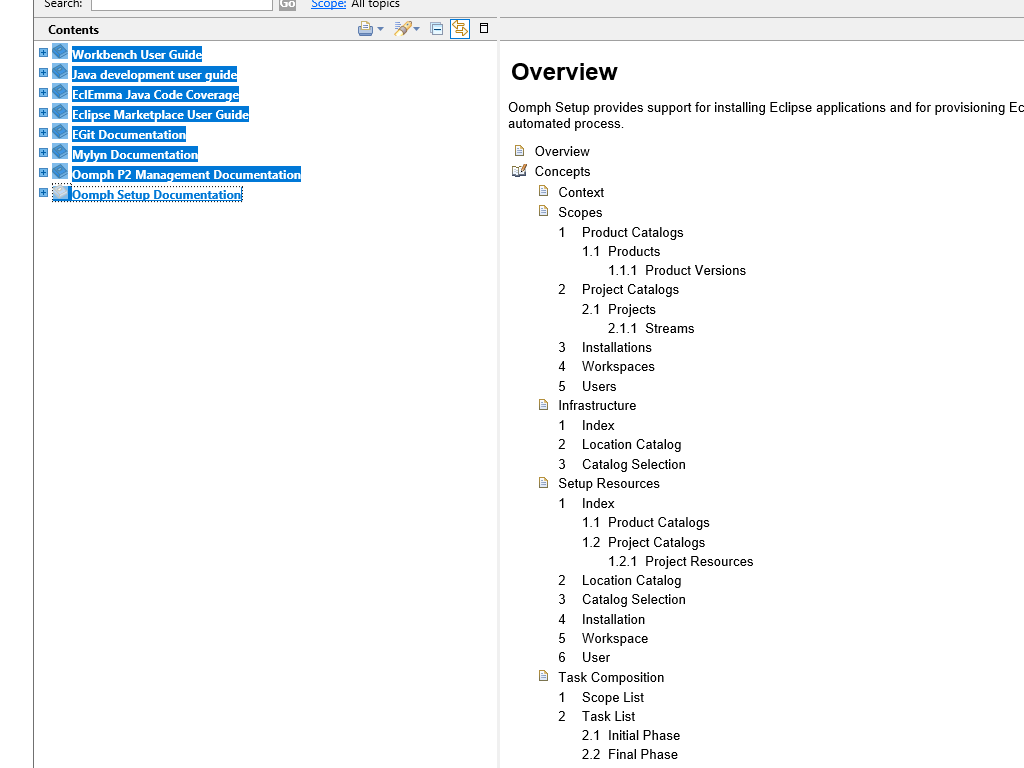 Search: Go Scope: All topics
Contents
Workbench User Guide
Java development user guide
EclEmma Java Code Coverage
Eclipse Marketplace User Guide
EGit Documentation
Mylyn Documentation
Oomph P2 Management Documentation
Oomph Setup Documentation
Overview
Oomph Setup provides support for installing Eclipse applications and for provisioning Ec
automated process.
Overview
Concepts
Context
Scopes
1 Product Catalogs
1.1 Products
1.1.1 Product Versions
2 Project Catalogs
2.1 Projects
2.1.1 Streams
3 Installations
4 Workspaces
5 Users
Infrastructure
1 Index
2 Location Catalog
3 Catalog Selection
Setup Resources
1 Index
1.1 Product Catalogs
1.2 Project Catalogs
1.2.1 Project Resources
2 Location Catalog
3 Catalog Selection
4 Installation
5 Workspace
6 User
Task Composition
1 Scope List
2 Task List
2.1 Initial Phase
2.2 Final Phase